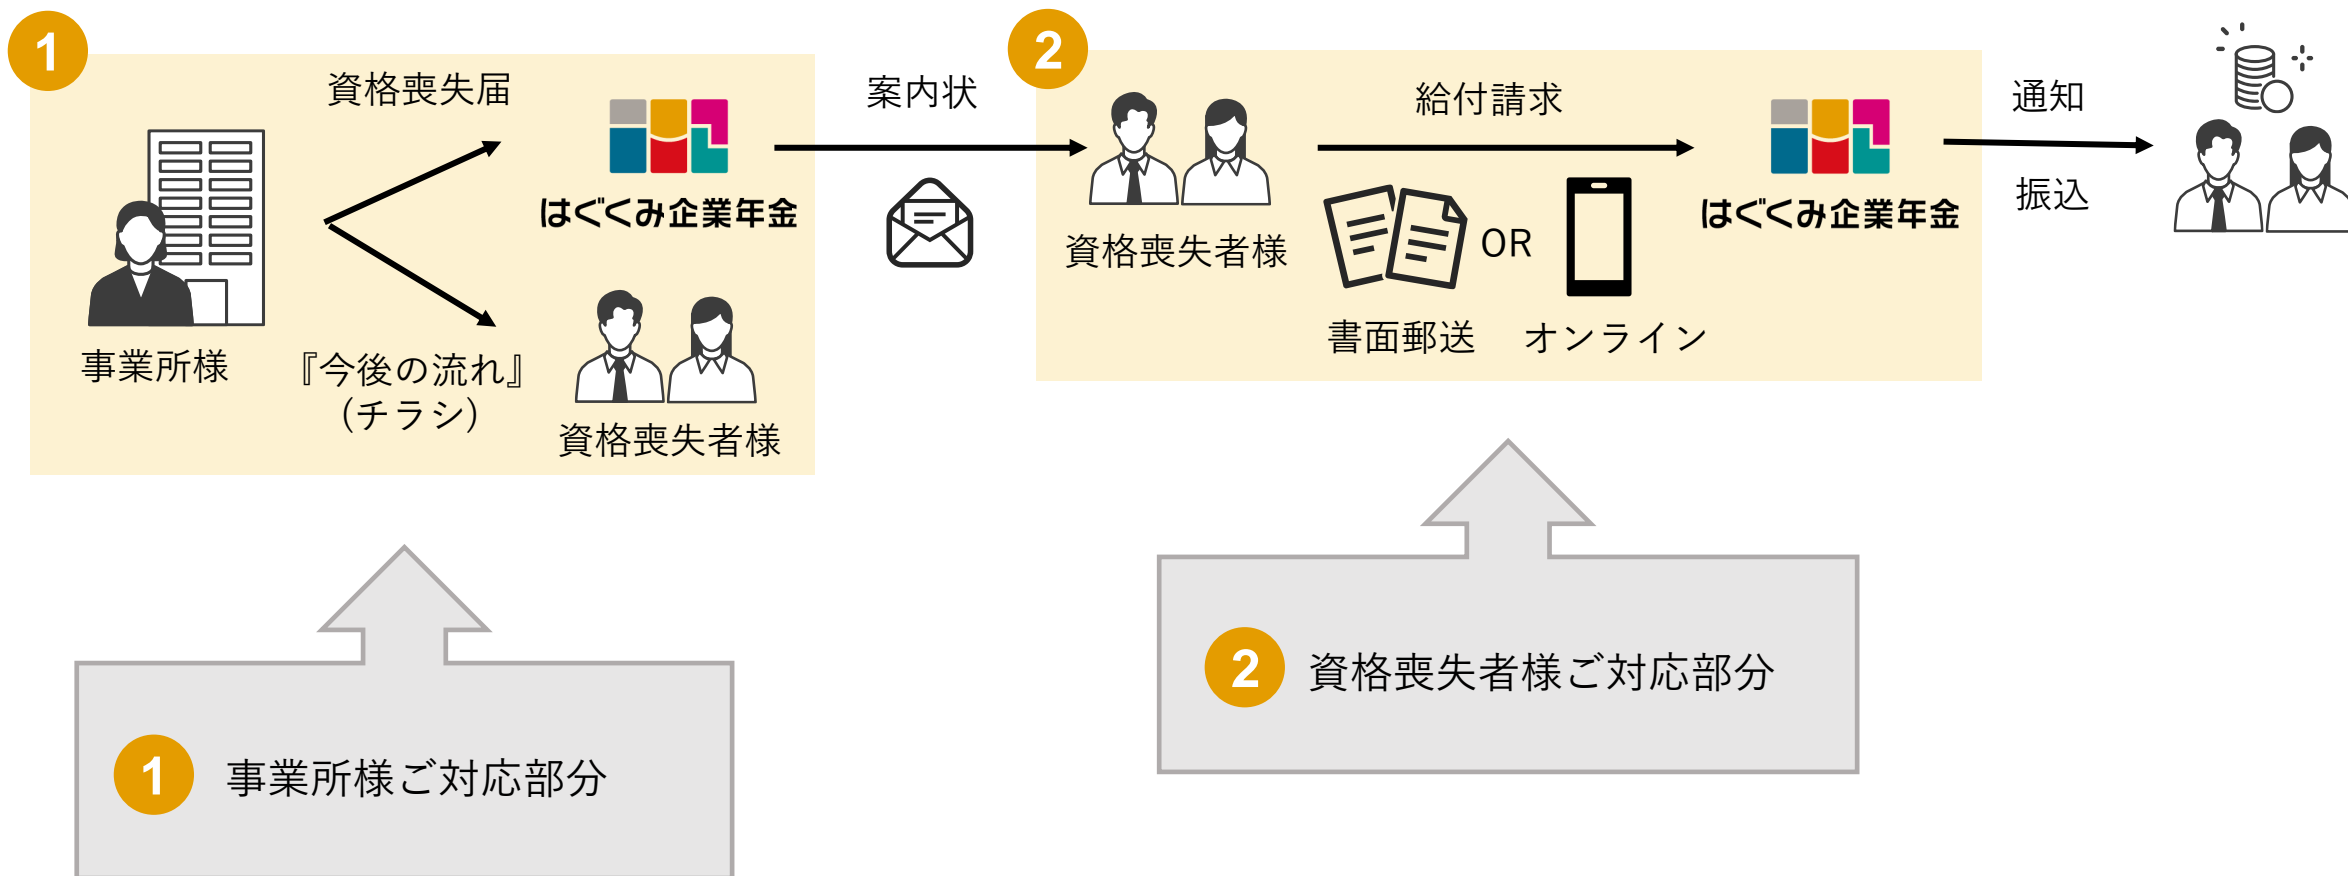 1
資格喪失届
はぐくみ企業年金
事業所様
『今後の流れ』
(チラシ)
資格喪失者様
案内状
2
資格喪失者様
給付請求
書面郵送
OR
オンライン
はぐくみ企業年金
通知
振込
1 事業所様ご対応部分
2 資格喪失者様ご対応部分